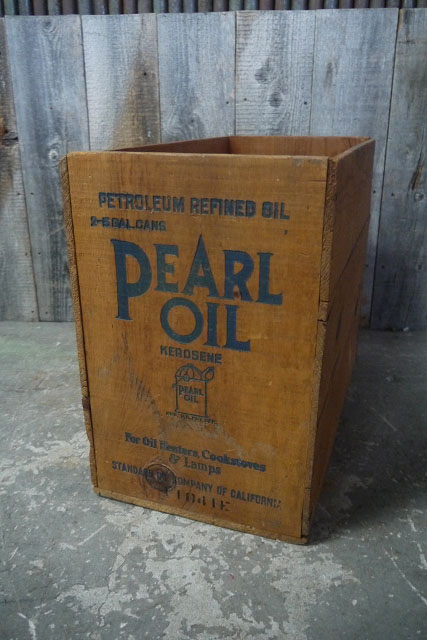 PETROLEUM REFINED OIL
2-5 GAL. CANS
PEARL
OIL
KEROSENE
PEARL
OIL
For Oil Heaters, Cookstoves
& Lamps
STANDARD OIL COMPANY OF CALIFORNIA